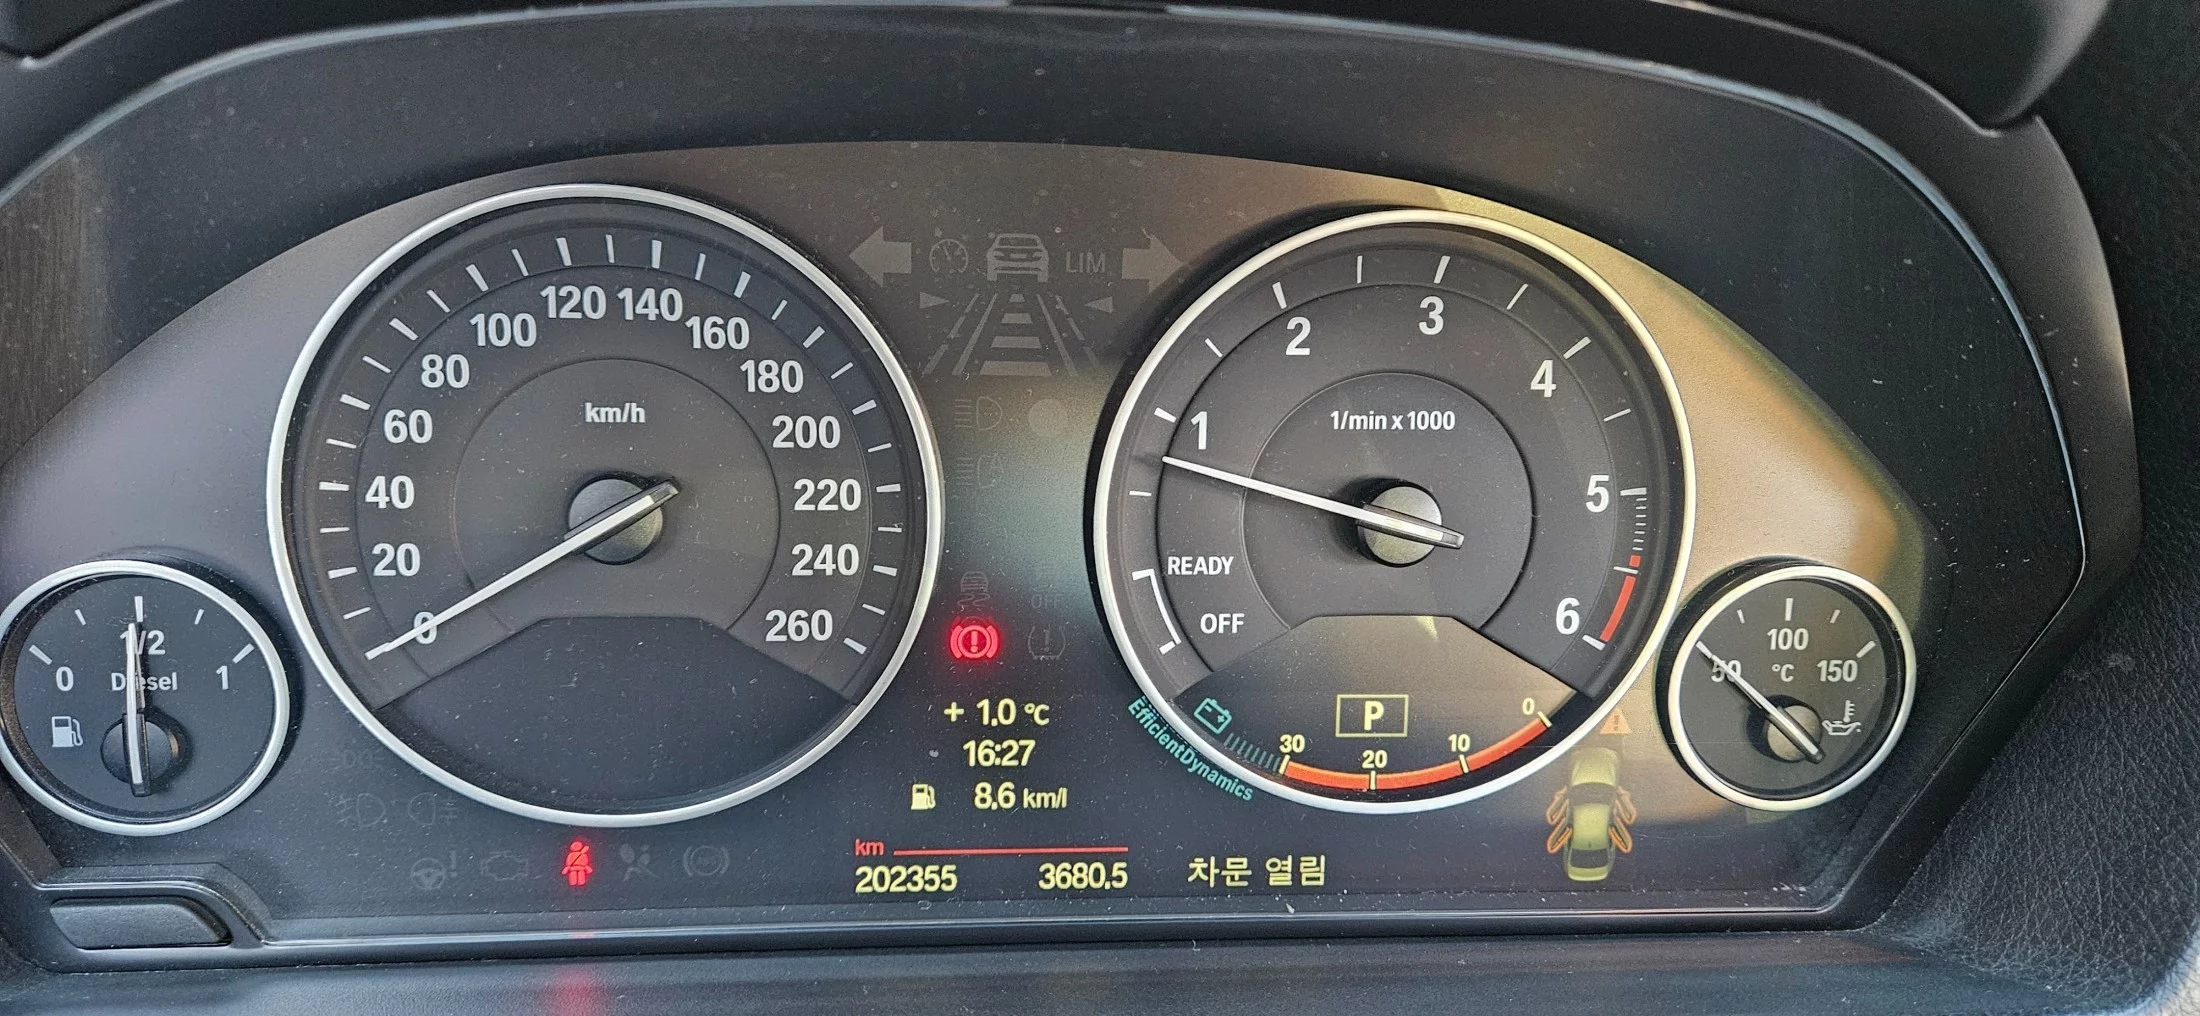 km/h
0
20
40
60
80
100
120
140
160
180
200
220
240
260
LIM
1/min x 1000
1
2
3
4
5
6
READY
OFF
0
1/2
1
Diesel
50
100
150
°C
OFF
+ 1.0 °C
16:27
8.6 km/l
km
202355 3680.5
차문 열림
P
30
20
10
0
EfficientDynamics